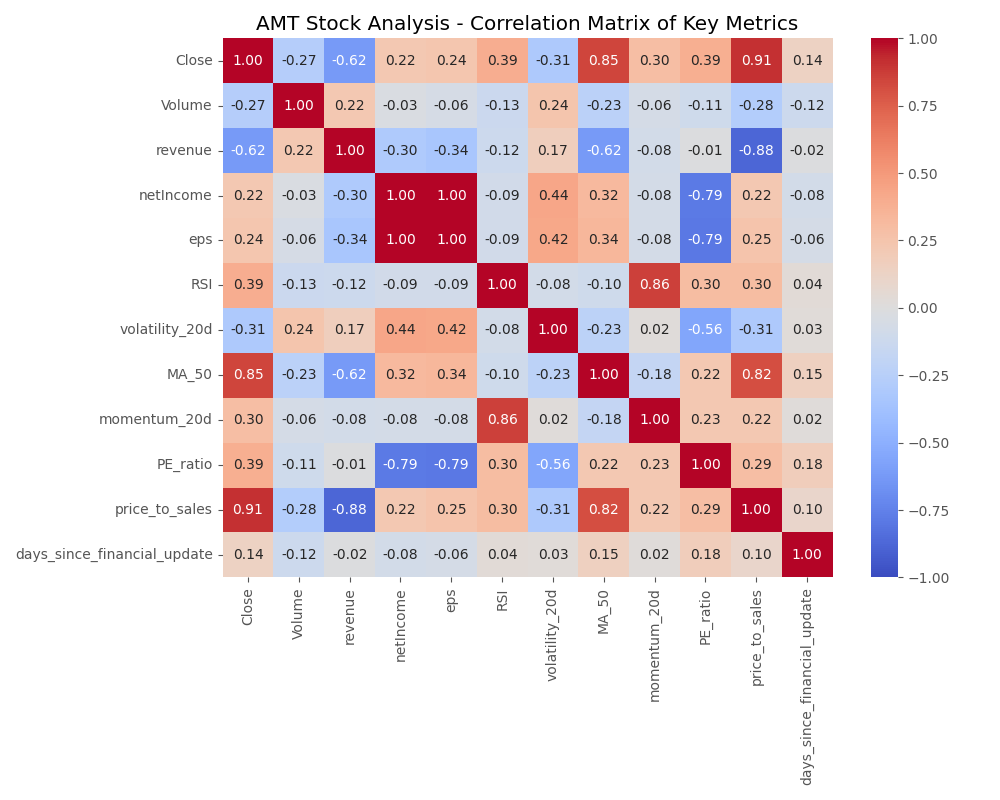 AMT Stock Analysis - Correlation Matrix of Key Metrics
Close 1.00 -0.27 -0.62 0.22 0.24 0.39 -0.31 0.85 0.30 0.39 0.91 0.14
Volume -0.27 1.00 0.22 -0.03 -0.06 -0.13 0.24 -0.23 -0.06 -0.11 -0.28 -0.12
revenue -0.62 0.22 1.00 -0.30 -0.34 -0.12 0.17 -0.62 -0.08 -0.01 -0.88 -0.02
netIncome 0.22 -0.03 -0.30 1.00 1.00 -0.09 0.44 0.32 -0.08 -0.79 0.22 -0.08
eps 0.24 -0.06 -0.34 1.00 1.00 -0.09 0.42 0.34 -0.08 -0.79 0.25 -0.06
RSI 0.39 -0.13 -0.12 -0.09 -0.09 1.00 -0.08 -0.10 0.86 0.30 0.30 0.04
volatility_20d -0.31 0.24 0.17 0.44 0.42 -0.08 1.00 -0.23 0.02 -0.56 -0.31 0.03
MA_50 0.85 -0.23 -0.62 0.32 0.34 -0.10 -0.23 1.00 -0.18 0.22 0.82 0.15
momentum_20d 0.30 -0.06 -0.08 -0.08 -0.08 0.86 0.02 -0.18 1.00 0.23 0.22 0.02
PE_ratio 0.39 -0.11 -0.01 -0.79 -0.79 0.30 -0.56 0.22 0.23 1.00 0.29 0.18
price_to_sales 0.91 -0.28 -0.88 0.22 0.25 0.30 -0.31 0.82 0.22 0.29 1.00 0.10
days_since_financial_update 0.14 -0.12 -0.02 -0.08 -0.06 0.04 0.03 0.15 0.02 0.18 0.10 1.00
Close
Volume
revenue
netIncome
eps
RSI
volatility_20d
MA_50
momentum_20d
PE_ratio
price_to_sales
days_since_financial_update
1.00
0.75
0.50
0.25
0.00
−0.25
−0.50
−0.75
−1.00